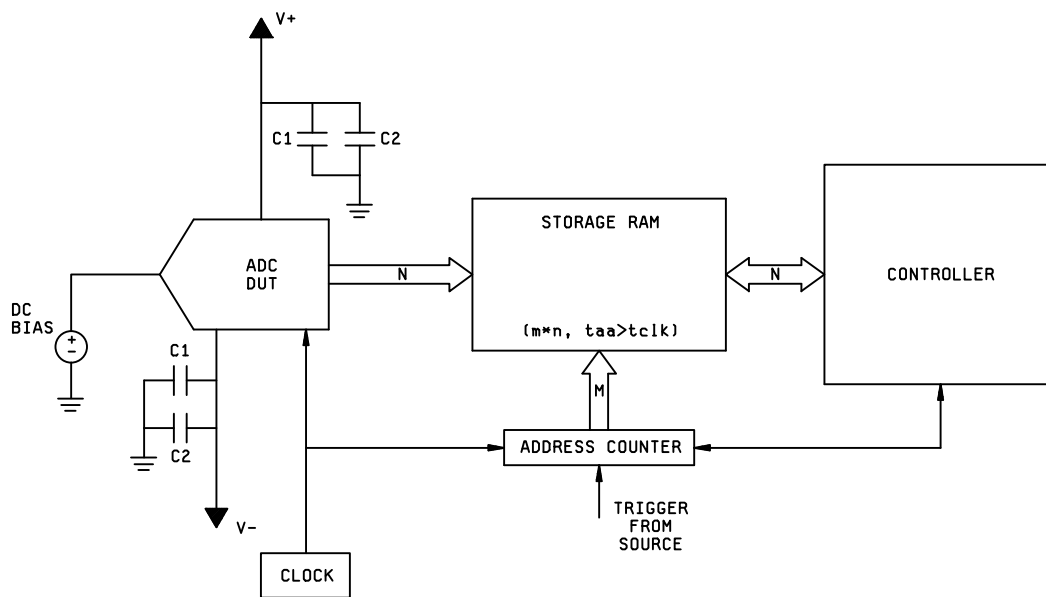 V+
C1
C2
STORAGE RAM
ADC
DUT
N
N
CONTROLLER
DC
BIAS
+
-
(m*n, taa>tclk)
C1
M
C2
ADDRESS COUNTER
TRIGGER
FROM
SOURCE
V-
CLOCK